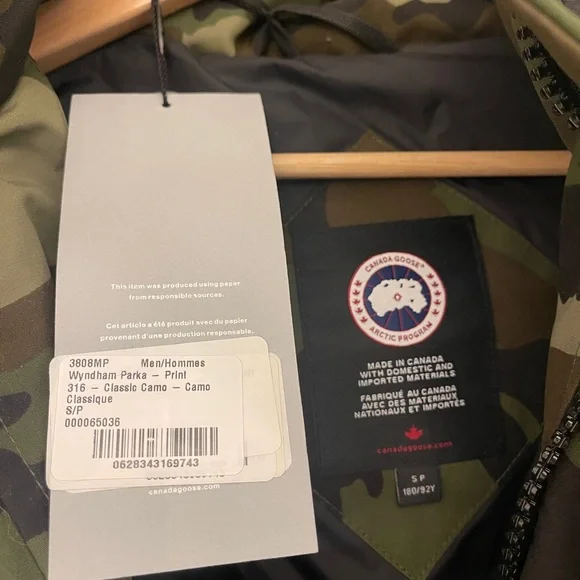 This item was produced using paper
from responsible sources.
Cet article a été produit avec du papier
provenant d'une production responsable.
3808MP Men/Hommes
Wyndham Parka – Print
316 – Classic Camo – Camo
Classique
S/P
000065036
0628343169743
canadagoose.com
CANADA GOOSE®
ARCTIC PROGRAM
MADE IN CANADA
WITH DOMESTIC AND
IMPORTED MATERIALS
FABRIQUÉ AU CANADA
AVEC DES MATÉRIAUX
NATIONAUX ET IMPORTÉS
canadagoose.com
S P
180/92Y